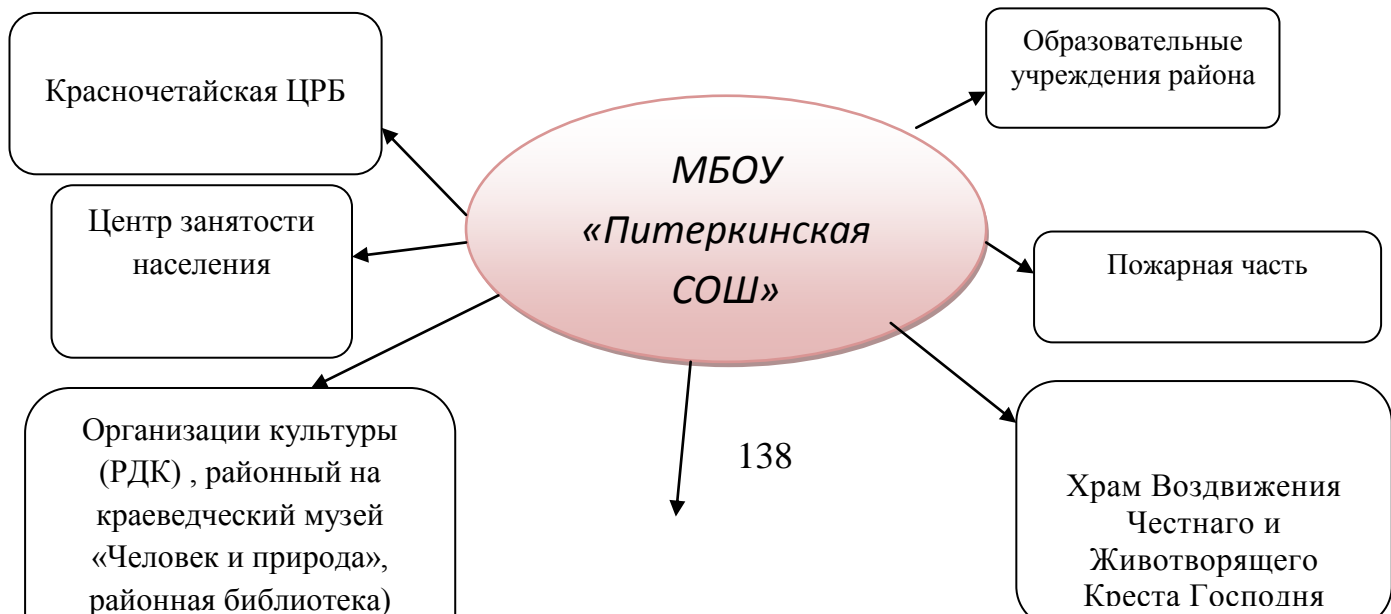 Красночетайская ЦРБ
Образовательные
учреждения района
МБОУ
«Питеркинская
СОШ»
Центр занятости
населения
Пожарная часть
Организации культуры
(РДК) , районный на
краеведческий музей
«Человек и природа»,
районная библиотека)
138
Храм Воздвижения
Честнаго и
Животворящего
Креста Господня